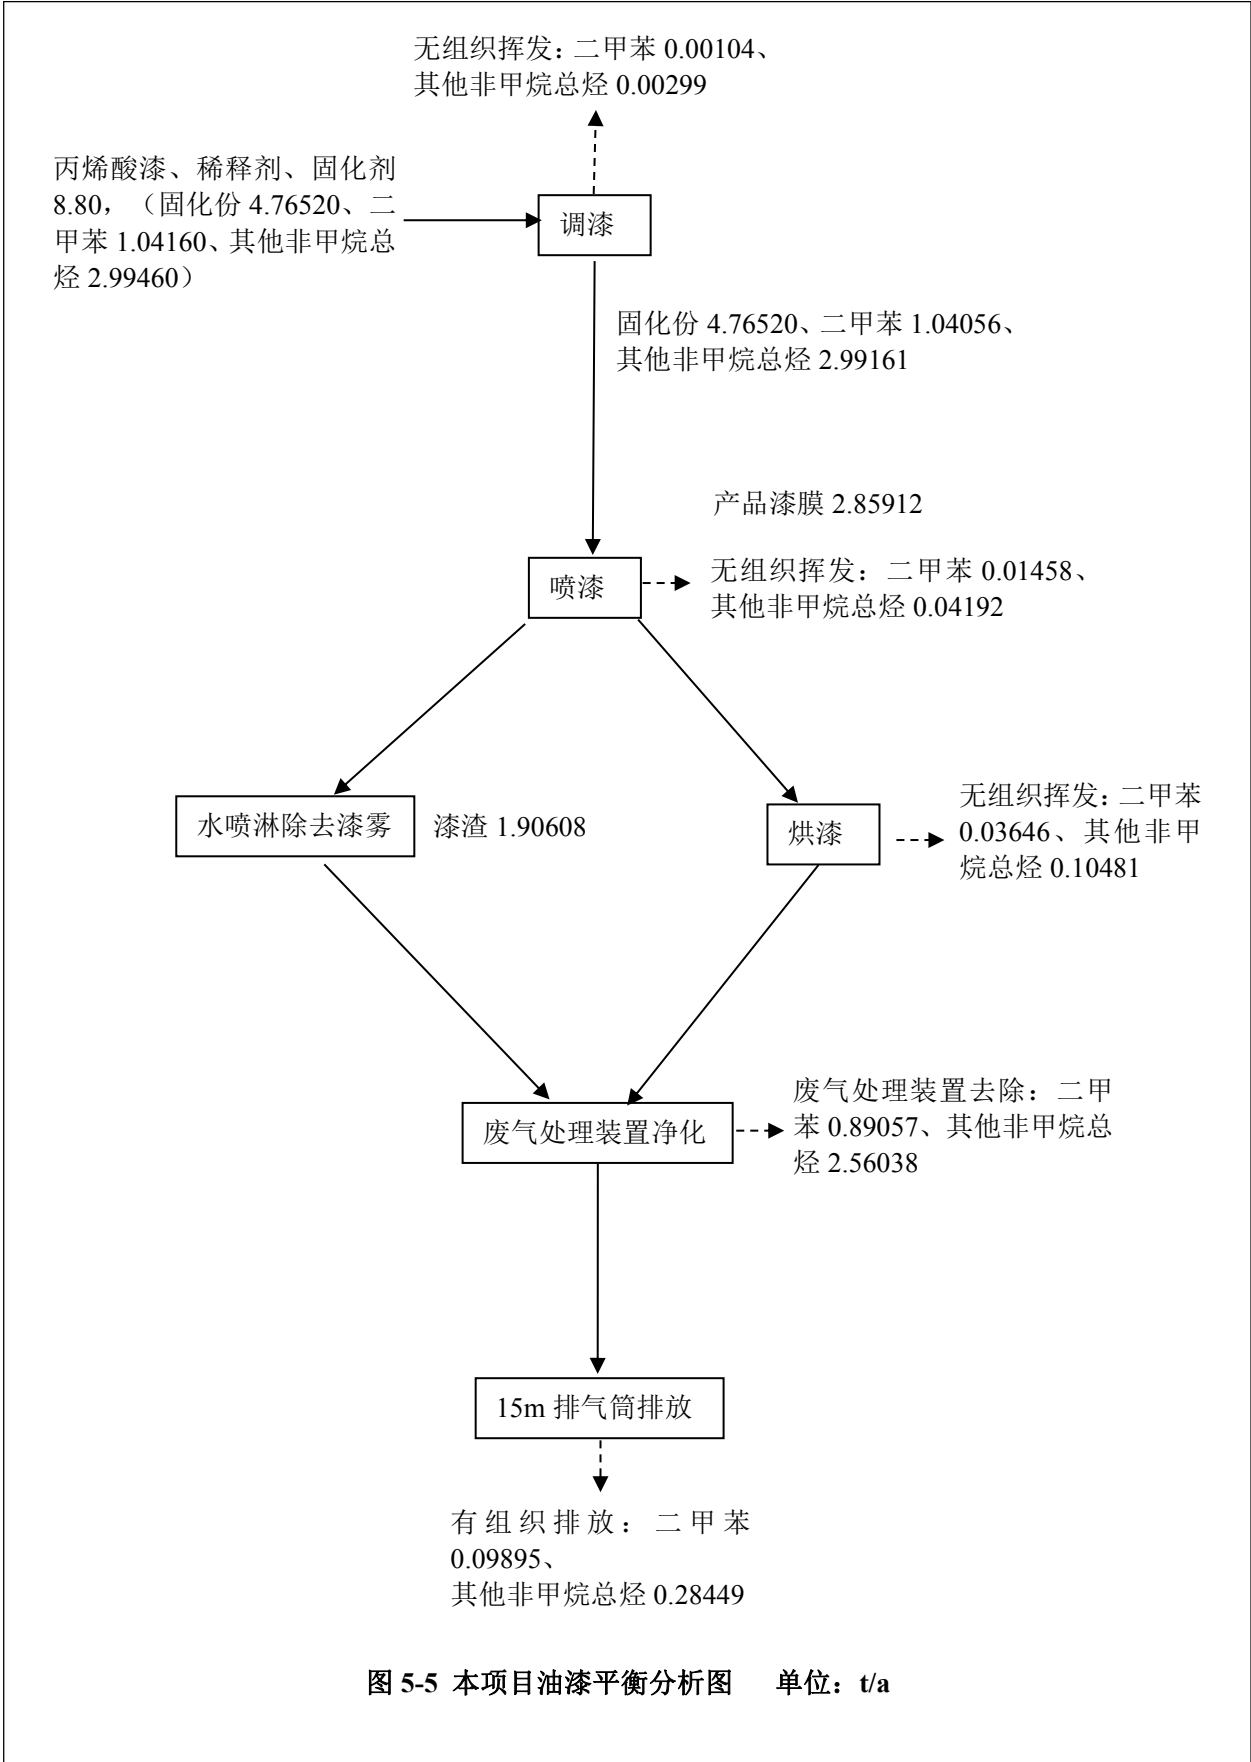 无组织挥发：二甲苯 0.00104、
其他非甲烷总烃 0.00299
丙烯酸漆、稀释剂、固化剂
8.80，（固化份 4.76520、二
甲苯 1.04160、其他非甲烷总
烃 2.99460）
调漆
固化份 4.76520、二甲苯 1.04056、
其他非甲烷总烃 2.99161
产品漆膜 2.85912
喷漆
无组织挥发：二甲苯 0.01458、
其他非甲烷总烃 0.04192
水喷淋除去漆雾
漆渣 1.90608
烘漆
无组织挥发：二甲苯
0.03646、其他非甲
烷总烃 0.10481
废气处理装置净化
废气处理装置去除：二甲
苯 0.89057、其他非甲烷总
烃 2.56038
15m 排气筒排放
有组织排放：二甲苯
0.09895、
其他非甲烷总烃 0.28449
图 5-5 本项目油漆平衡分析图 单位：t/a